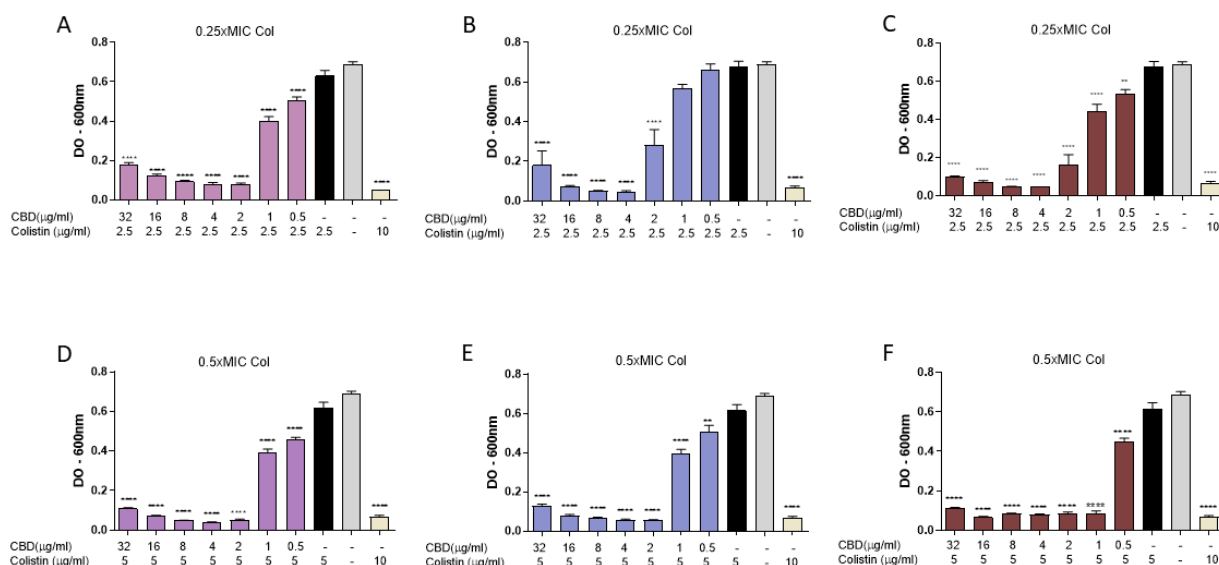 A
0.25xMIC Col
DO - 600nm
0.8
0.6
0.4
0.2
0.0
**** **** **** **** **** **** **** ****
CBD(µg/ml) 32 16 8 4 2 1 0.5 - - -
Colistin (µg/ml) 2.5 2.5 2.5 2.5 2.5 2.5 2.5 2.5 - 10
B
0.25xMIC Col
DO - 600nm
0.8
0.6
0.4
0.2
0.0
**** **** **** **** **** ****
CBD(µg/ml) 32 16 8 4 2 1 0.5 - - -
Colistin (µg/ml) 2.5 2.5 2.5 2.5 2.5 2.5 2.5 2.5 - 10
C
0.25xMIC Col
DO - 600nm
0.8
0.6
0.4
0.2
0.0
**** **** **** **** **** **** ** ****
CBD(µg/ml) 32 16 8 4 2 1 0.5 - - -
Colistin (µg/ml) 2.5 2.5 2.5 2.5 2.5 2.5 2.5 2.5 - 10
D
0.5xMIC Col
DO - 600nm
0.8
0.6
0.4
0.2
0.0
**** **** **** **** **** **** **** ****
CBD(µg/ml) 32 16 8 4 2 1 0.5 - - -
Colistin (µg/ml) 5 5 5 5 5 5 5 5 - 10
E
0.5xMIC Col
DO - 600nm
0.8
0.6
0.4
0.2
0.0
**** **** **** **** **** **** ** ****
CBD(µg/ml) 32 16 8 4 2 1 0.5 - - -
Colistin (µg/ml) 5 5 5 5 5 5 5 5 - 10
F
0.5xMIC Col
DO - 600nm
0.8
0.6
0.4
0.2
0.0
**** **** **** **** **** **** **** ****
CBD(µg/ml) 32 16 8 4 2 1 0.5 - - -
Colistin (µg/ml) 5 5 5 5 5 5 5 5 - 10